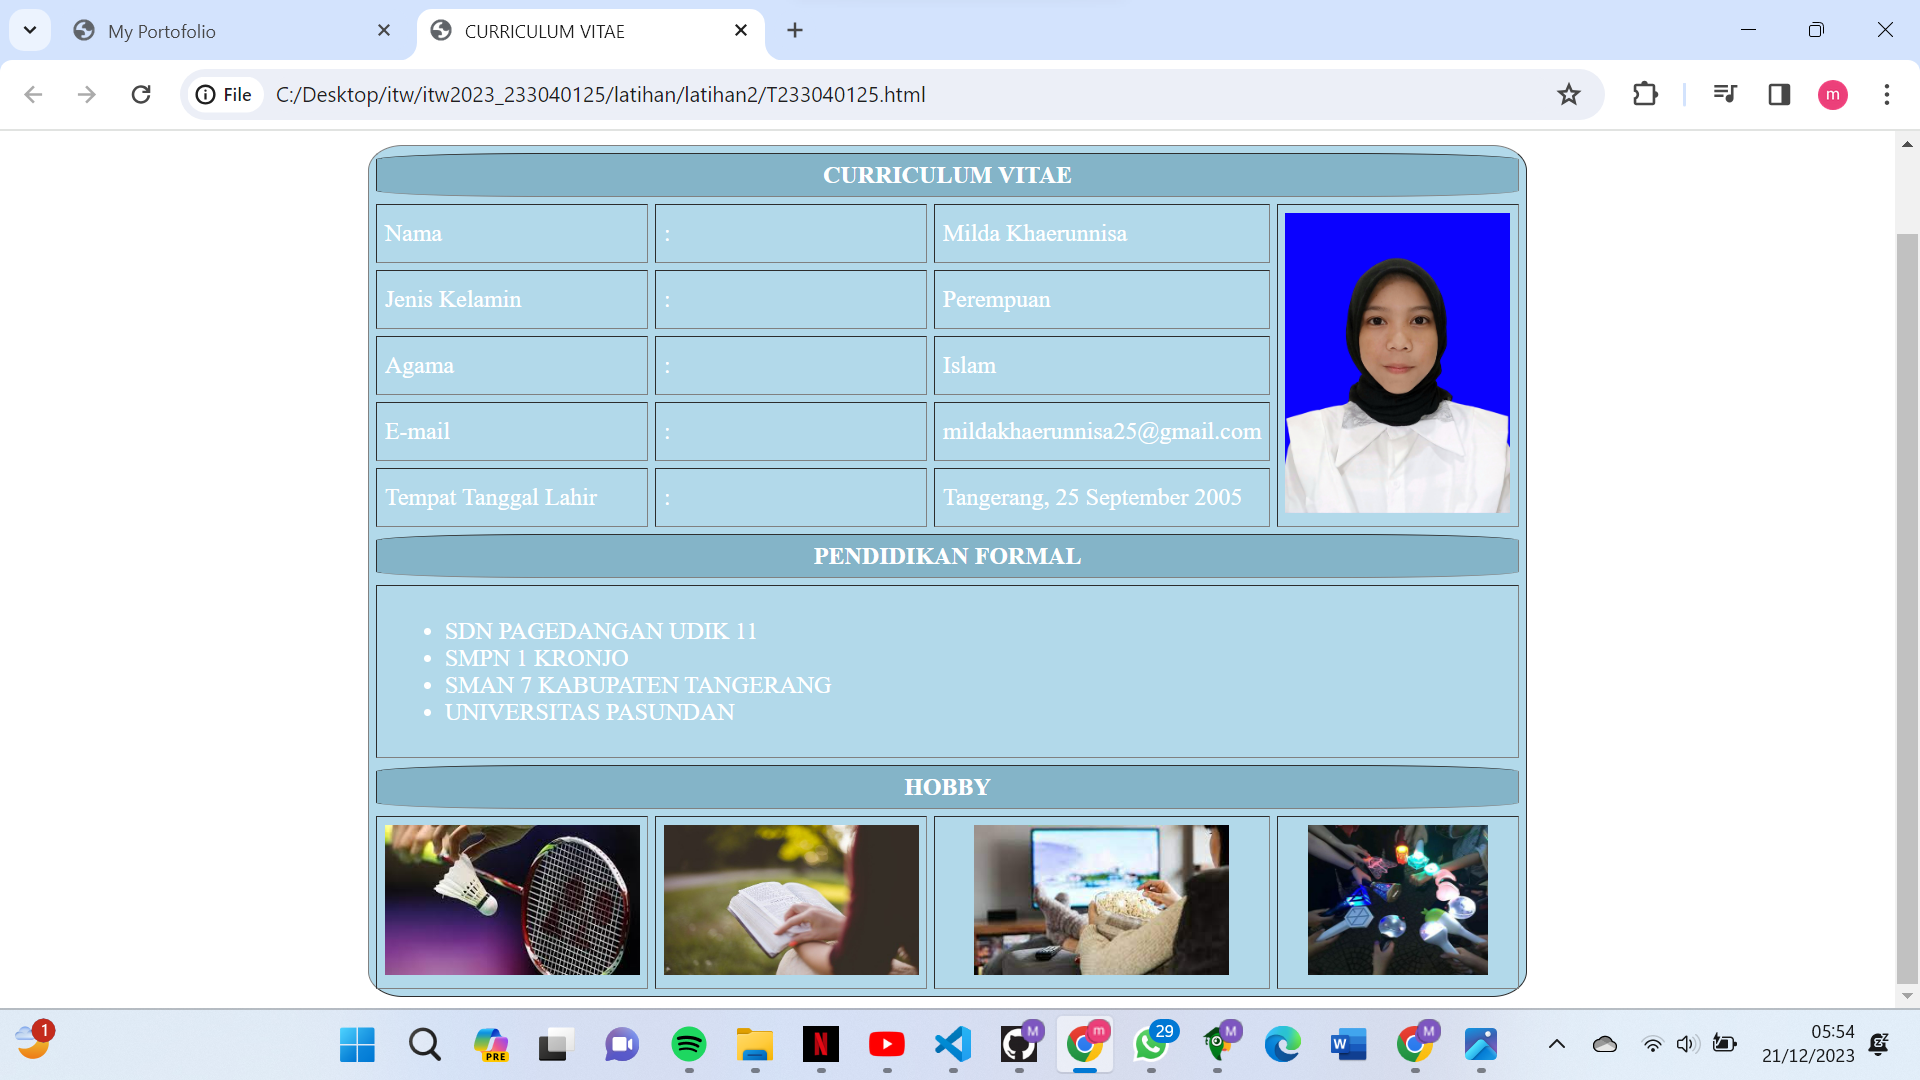 My Portofolio
CURRICULUM VITAE
File
C:/Desktop/itw/itw2023_233040125/latihan/latihan2/T233040125.html
m
CURRICULUM VITAE
Nama : Milda Khaerunnisa
Jenis Kelamin : Perempuan
Agama : Islam
E-mail : mildakhaerunnisa25@gmail.com
Tempat Tanggal Lahir : Tangerang, 25 September 2005
PENDIDIKAN FORMAL
• SDN PAGEDANGAN UDIK 11
• SMPN 1 KRONJO
• SMAN 7 KABUPATEN TANGERANG
• UNIVERSITAS PASUNDAN
HOBBY
1
PRE
N
M
m
29
M
W
M
05:54
21/12/2023